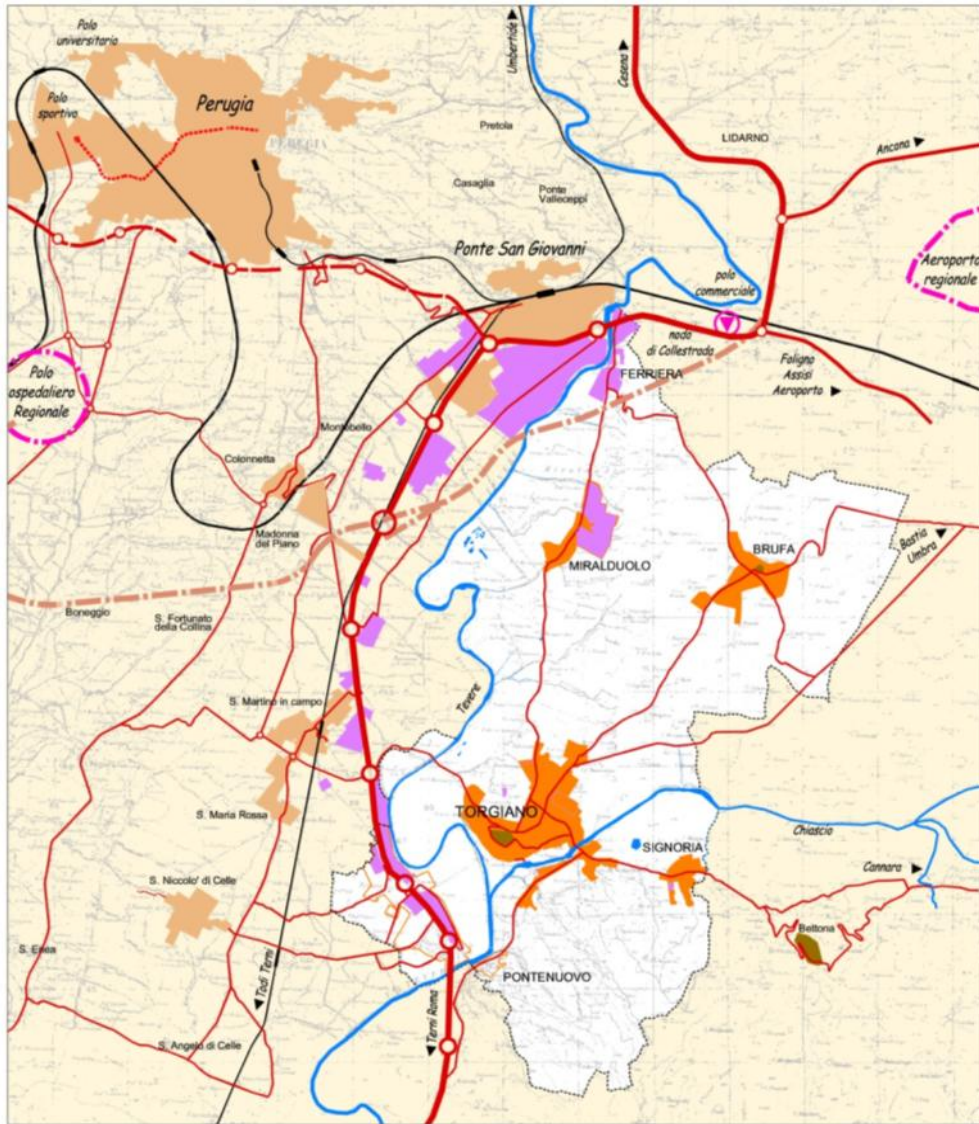 Polo
universitario
Umbertide
Cesena
Polo
sportivo
Perugia
PERUGIA
Pretola
LIDARNO
Ancona
Casaglia
Ponte
Valleceppi
Ponte San Giovanni
Aeroporto
regionale
polo
commerciale
nodo
di Collestrada
Foligno
Assisi
Aeroporto
FERRIERA
Polo
ospedaliero
Regionale
Montebello
Colonnetta
Madonna
del Piano
MIRALDUOLO
BRUFA
Bastia
Umbra
Boneggio
S. Fortunato
della Collina
Tevere
S. Martino in campo
TORGIANO
S. Maria Rossa
SIGNORIA
Chiascio
Cannara
S. Niccolo' di Celle
Bettona
S. Enea
PONTENUOVO
Todi Terni
Terni Roma
S. Angelo di Celle